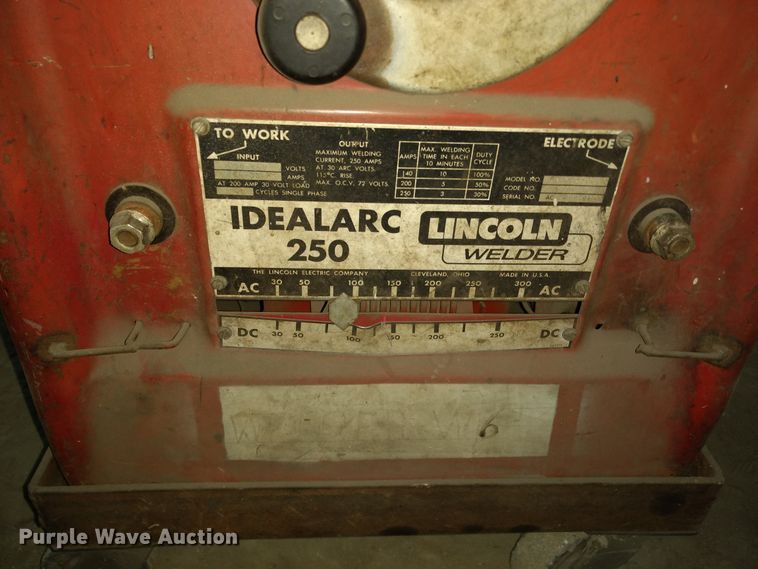 TO WORK
ELECTRODE
INPUT
VOLTS
AMPS
AT 200 AMP 30 VOLT LOAD
CYCLES SINGLE PHASE
OUTPUT
MAXIMUM WELDING
CURRENT, 250 AMPS
AT 30 ARC VOLTS.
115°C. RISE.
MAX. O.C.V. 72 VOLTS.
AMPS MAX. WELDING TIME IN EACH 10 MINUTES DUTY CYCLE
140 10 100%
200 5 50%
250 3 30%
MODEL NO.
CODE NO.
SERIAL NO.
IDEALARC
250
LINCOLN
WELDER
THE LINCOLN ELECTRIC COMPANY CLEVELAND, OHIO MADE IN U.S.A.
AC 30 50 100 150 200 250 300 AC
DC 30 50 100 150 200 250 DC
6
Purple Wave Auction